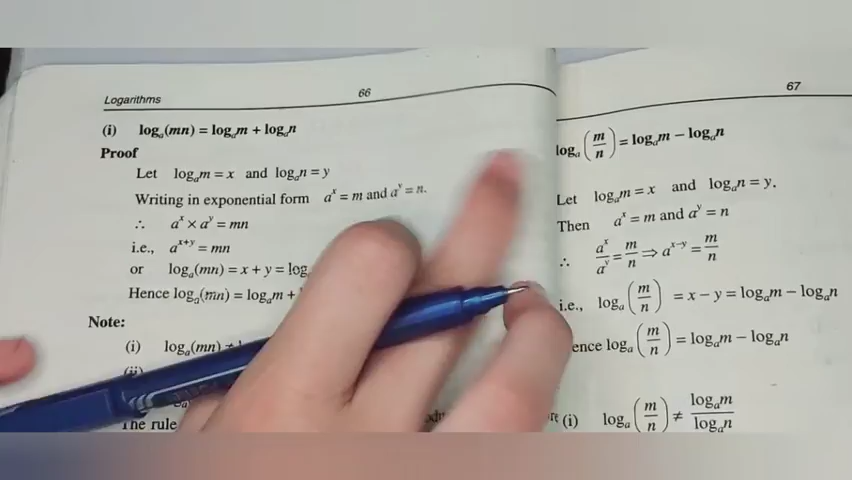 Logarithms 66
(i) logₐ(mn) = logₐm + logₐn
Proof
Let logₐm = x and logₐn = y
Writing in exponential form aˣ = m and aʸ = n.
∴ aˣ × aʸ = mn
i.e., aˣ⁺ʸ = mn
or logₐ(mn) = x + y = log
Hence logₐ(mn) = logₐm +
Note:
(i) logₐ(mn) ≠
(ii)
The rule
67
logₐ(m/n) = logₐm − logₐn
Let logₐm = x and logₐn = y.
Then aˣ = m and aʸ = n
∴ aˣ/aʸ = m/n ⇒ aˣ⁻ʸ = m/n
i.e., logₐ(m/n) = x − y = logₐm − logₐn
ence logₐ(m/n) = logₐm − logₐn
(i) logₐ(m/n) ≠ logₐm/logₐn